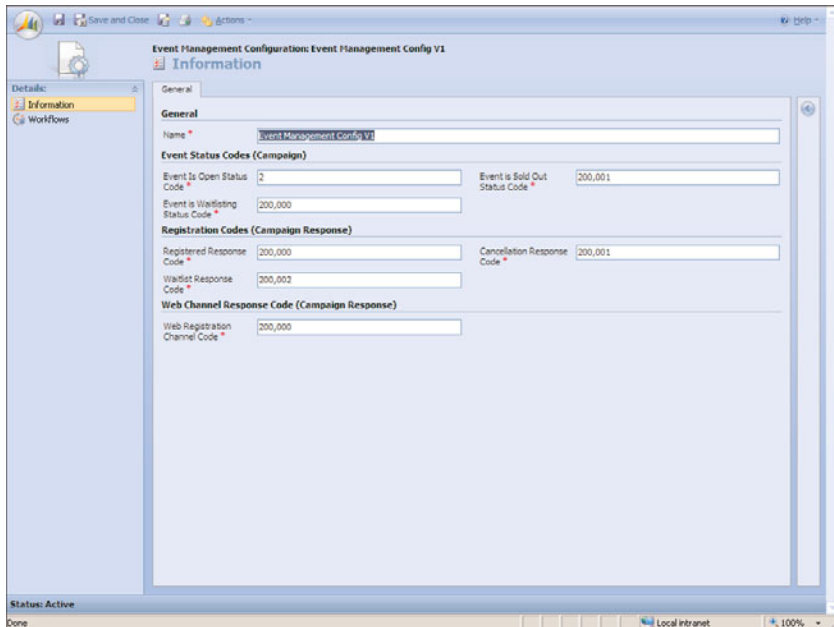 Save and Close Actions Help
Event Management Configuration: Event Management Config V1
Information
Details:
Information
Workflows
General
General
Name * Event Management Config V1
Event Status Codes (Campaign)
Event Is Open Status 2 Event is Sold Out 200,001
Code * Status Code *
Event is Waitlisting 200,000
Status Code *
Registration Codes (Campaign Response)
Registered Response 200,000 Cancellation Response 200,001
Code * Code *
Waitlist Response 200,002
Code *
Web Channel Response Code (Campaign Response)
Web Registration 200,000
Channel Code *
Status: Active
Done Local intranet 100%